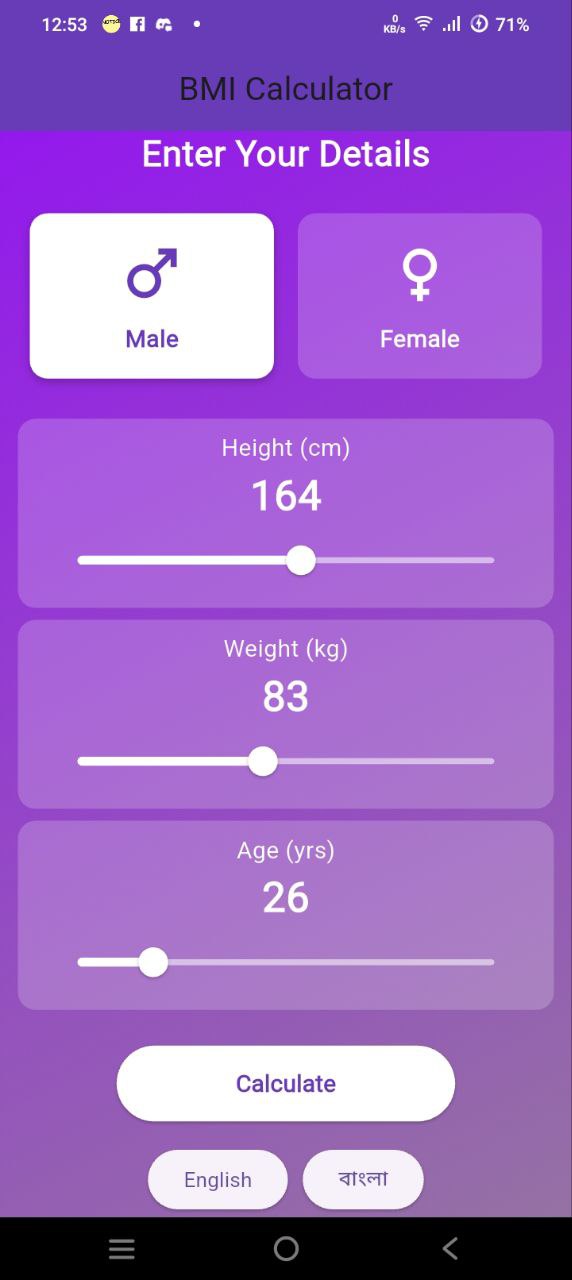 12:53 0 KB/s 71%
BMI Calculator
Enter Your Details
Male Female
Height (cm)
164
Weight (kg)
83
Age (yrs)
26
Calculate
English বাংলা